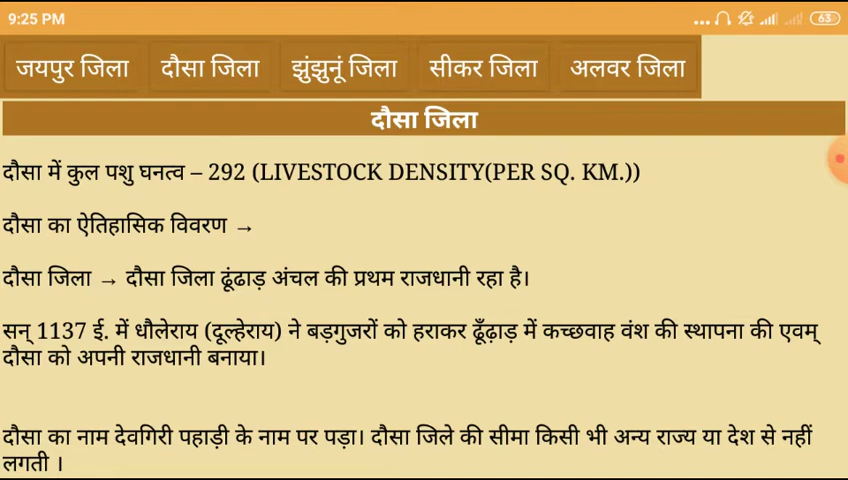 9:25 PM
63
जयपुर जिला दौसा जिला झुंझुनूं जिला सीकर जिला अलवर जिला
दौसा जिला
दौसा में कुल पशु घनत्व – 292 (LIVESTOCK DENSITY(PER SQ. KM.))
दौसा का ऐतिहासिक विवरण →
दौसा जिला → दौसा जिला ढूंढाड़ अंचल की प्रथम राजधानी रहा है।
सन् 1137 ई. में धौलेराय (दूल्हेराय) ने बड़गुजरों को हराकर ढूँढ़ाड़ में कच्छवाह वंश की स्थापना की एवम्
दौसा को अपनी राजधानी बनाया।
दौसा का नाम देवगिरी पहाड़ी के नाम पर पड़ा। दौसा जिले की सीमा किसी भी अन्य राज्य या देश से नहीं
लगती ।